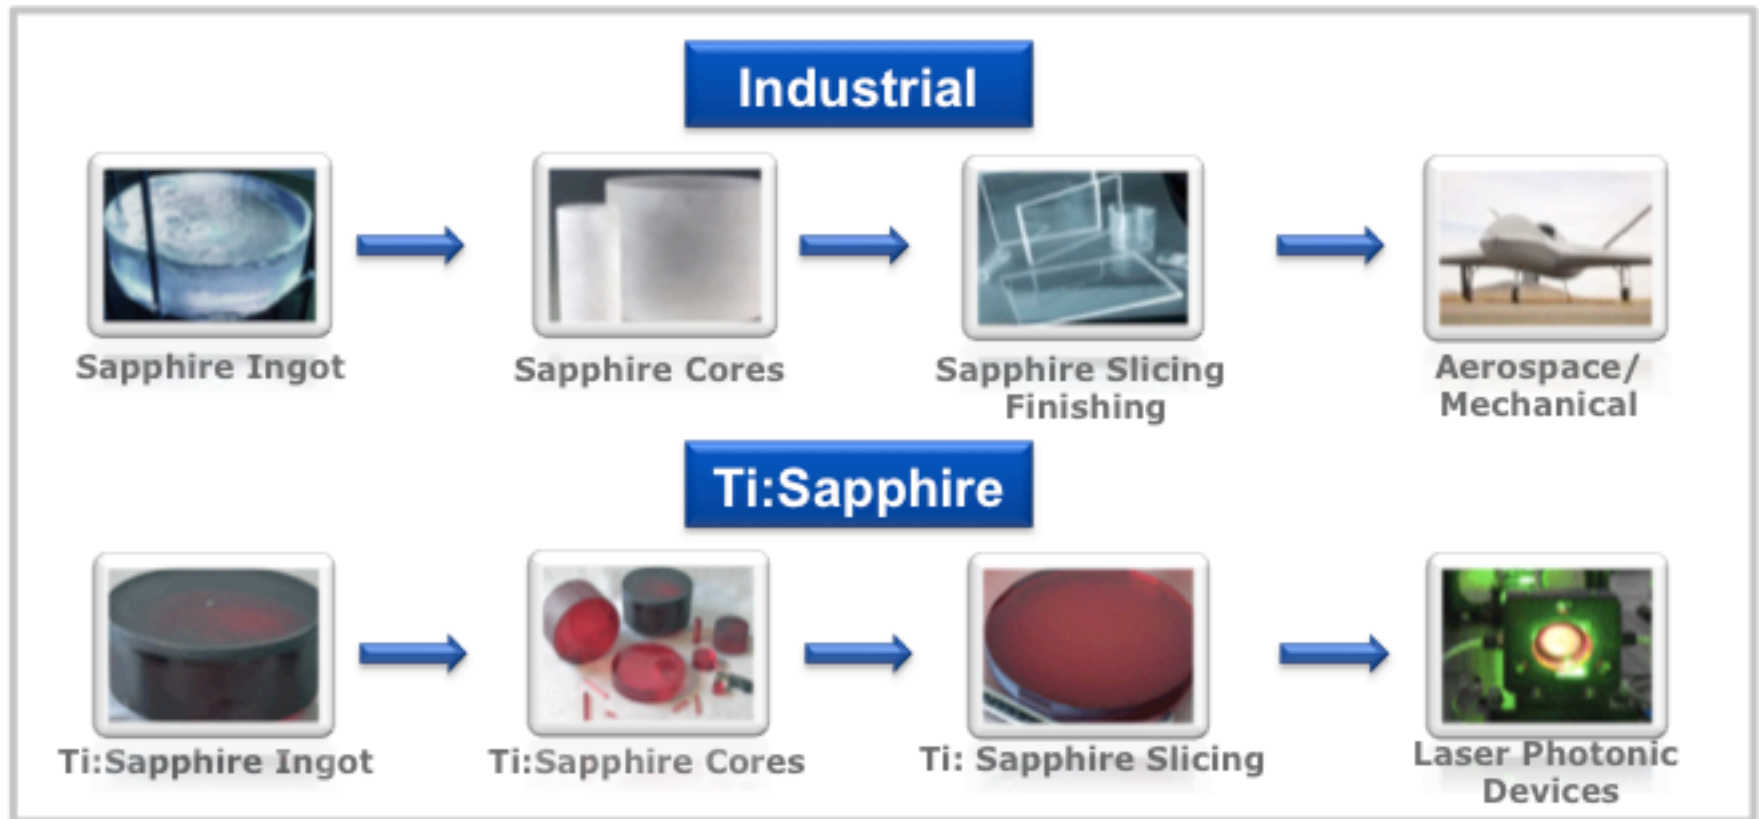 Industrial
Sapphire Ingot
Sapphire Cores
Sapphire Slicing
Finishing
Aerospace/
Mechanical
Ti:Sapphire
Ti:Sapphire Ingot
Ti:Sapphire Cores
Ti: Sapphire Slicing
Laser Photonic
Devices